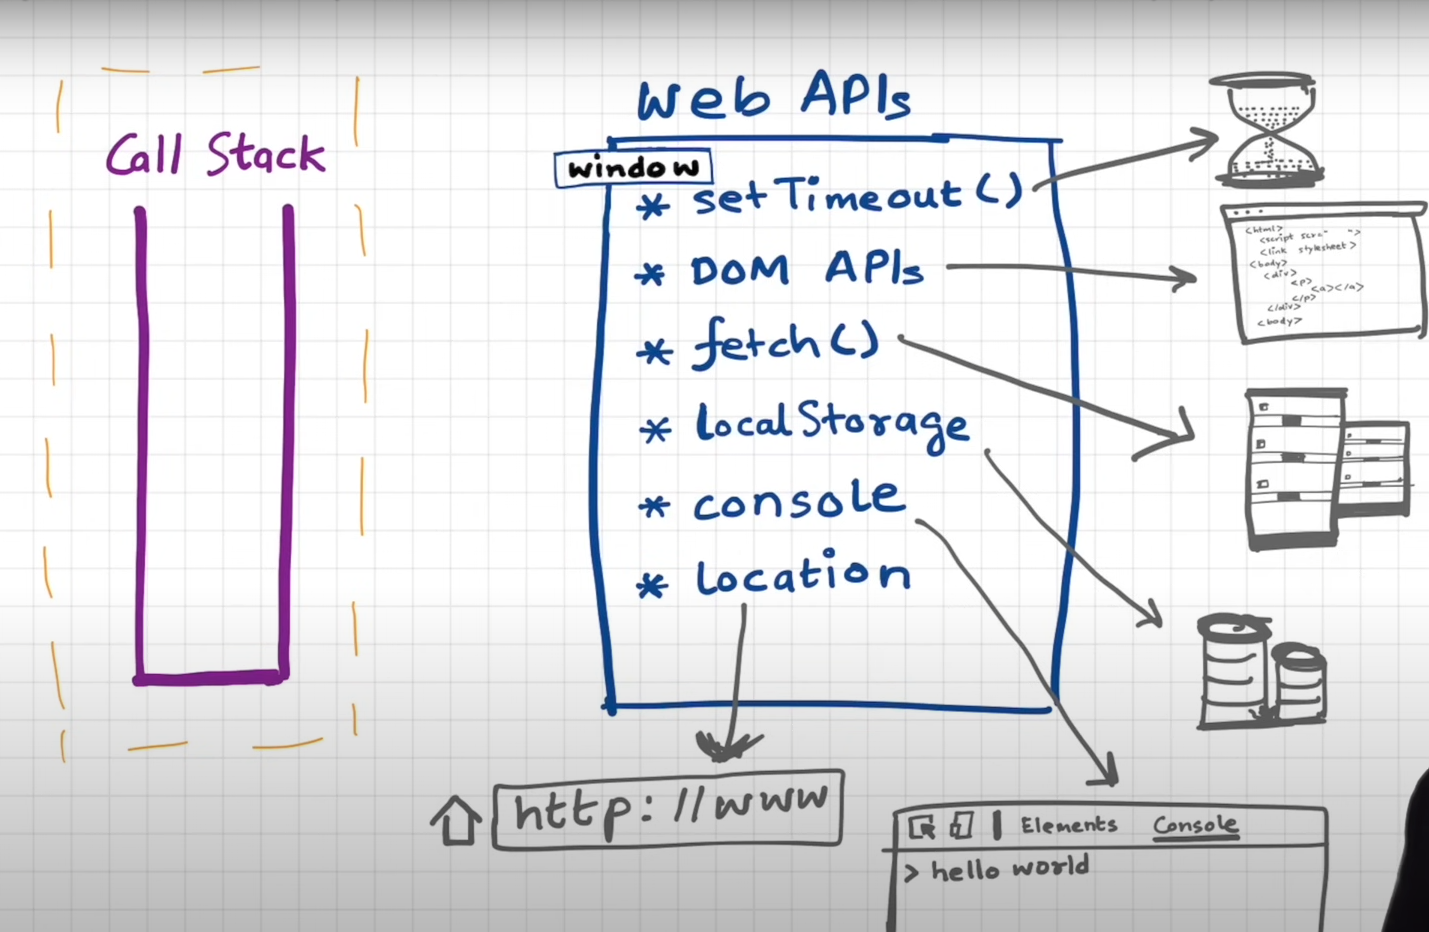 Call Stack
Web APIs
window
* setTimeout()
* DOM APIs
* fetch()
* LocalStorage
* console
* Location
<html>
<script scr=" ">
<link stylesheet>
<body>
<div>
<p>
<a></a>
</p>
</div>
<body>
http://www
Elements Console
> hello world